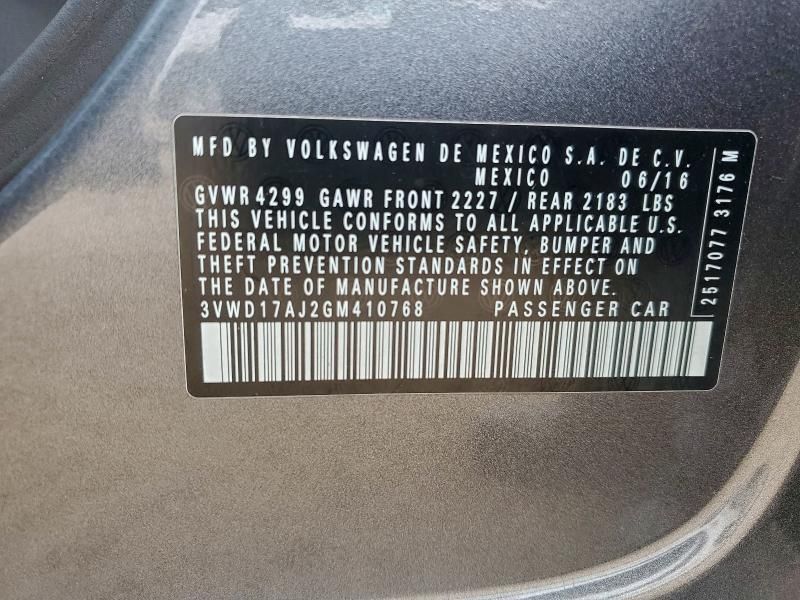 MFD BY VOLKSWAGEN DE MEXICO S.A. DE C.V.
MEXICO 06/16
GVWR 4299 GAWR FRONT 2227 / REAR 2183 LBS
THIS VEHICLE CONFORMS TO ALL APPLICABLE U.S.
FEDERAL MOTOR VEHICLE SAFETY, BUMPER AND
THEFT PREVENTION STANDARDS IN EFFECT ON
THE DATE OF MANUFACTURE SHOWN ABOVE.
3VWD17AJ2GM410768 PASSENGER CAR
2517077 3176 M